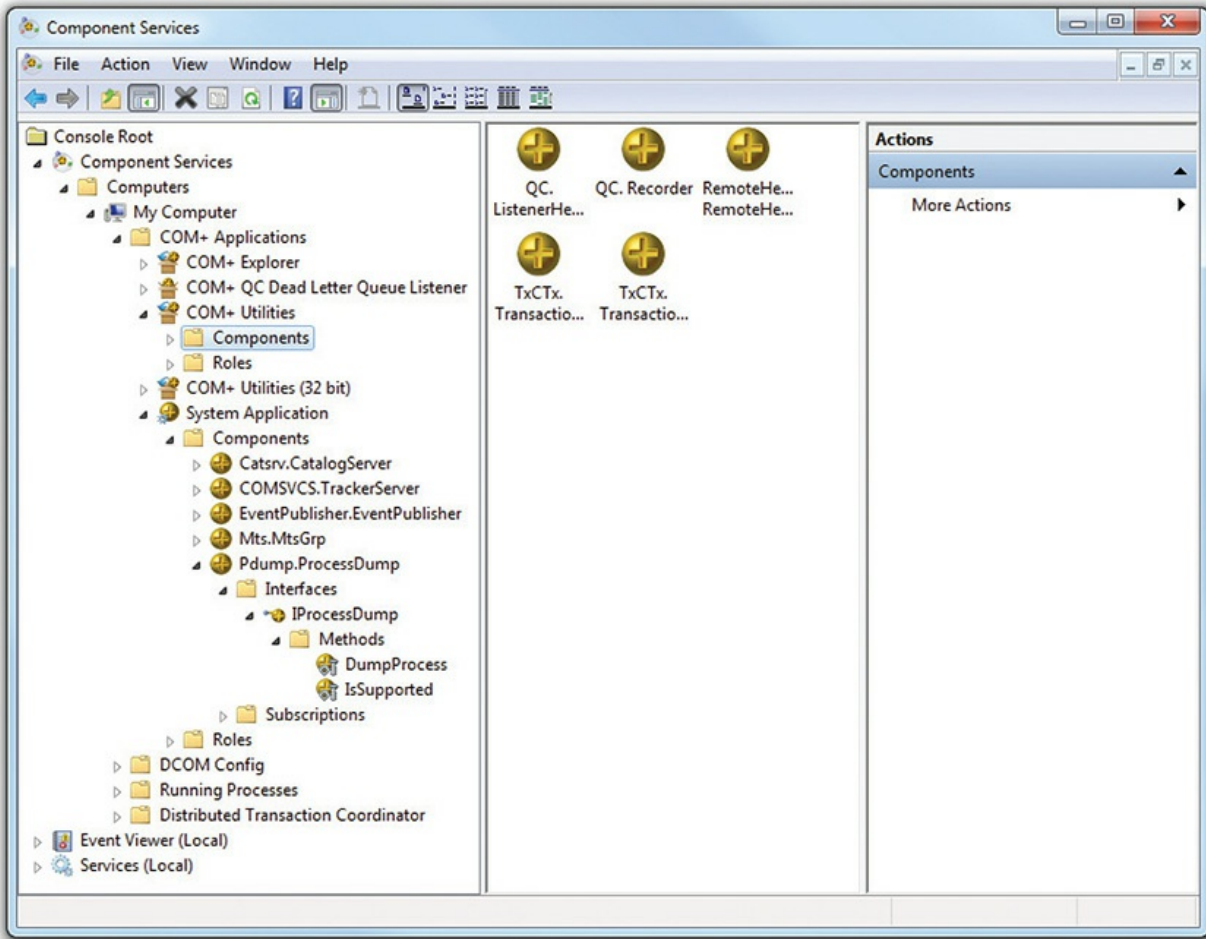 Component Services
File Action View Window Help
Console Root
Component Services
Computers
My Computer
COM+ Applications
COM+ Explorer
COM+ QC Dead Letter Queue Listener
COM+ Utilities
Components
Roles
COM+ Utilities (32 bit)
System Application
Components
Catsrv.CatalogServer
COMSVCS.TrackerServer
EventPublisher.EventPublisher
Mts.MtsGrp
Pdump.ProcessDump
Interfaces
IProcessDump
Methods
DumpProcess
IsSupported
Subscriptions
Roles
DCOM Config
Running Processes
Distributed Transaction Coordinator
Event Viewer (Local)
Services (Local)
QC.
ListenerHe...
QC. Recorder
RemoteHe...
RemoteHe...
TxCTx.
Transactio...
TxCTx.
Transactio...
Actions
Components
More Actions